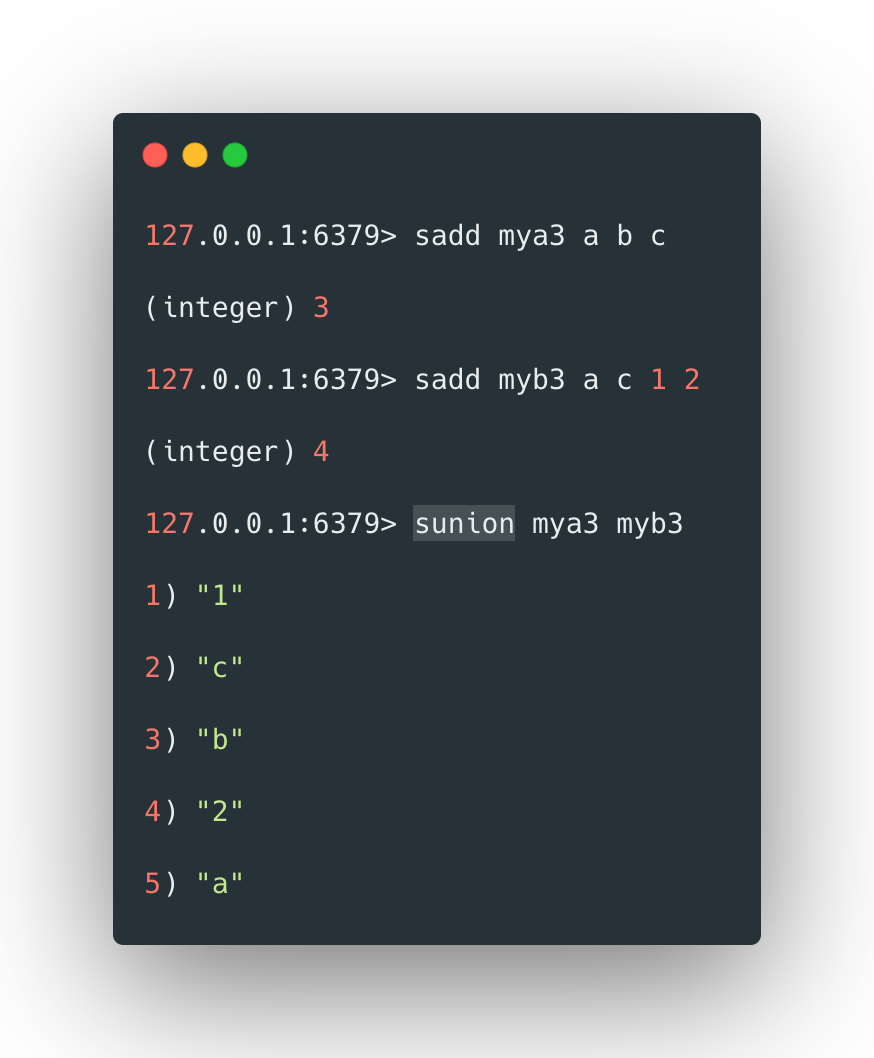 127.0.0.1:6379> sadd mya3 a b c
(integer) 3
127.0.0.1:6379> sadd myb3 a c 1 2
(integer) 4
127.0.0.1:6379> sunion mya3 myb3
1) "1"
2) "c"
3) "b"
4) "2"
5) "a"